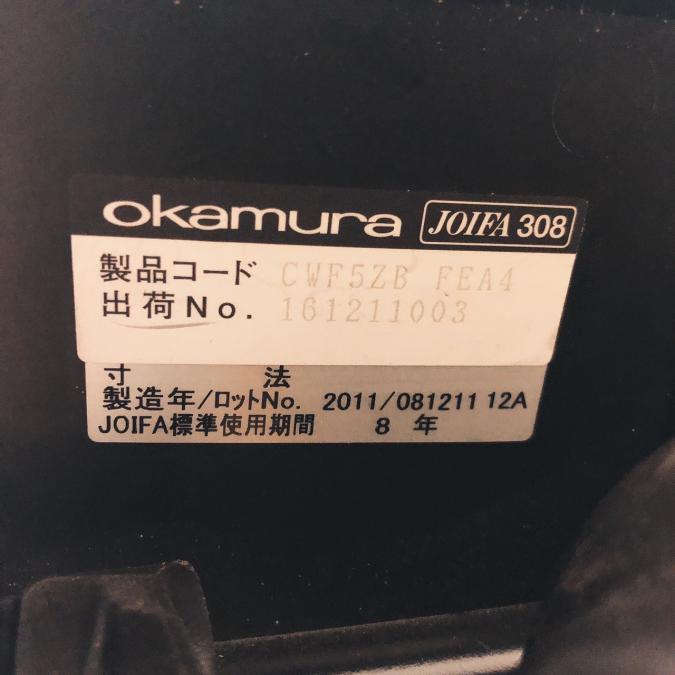 okamura JOIFA 308
製品コード CWF5ZB FEA4
出荷No. 161211003
寸 法
製造年/ロットNo. 2011/081211 12A
JOIFA標準使用期間 8 年